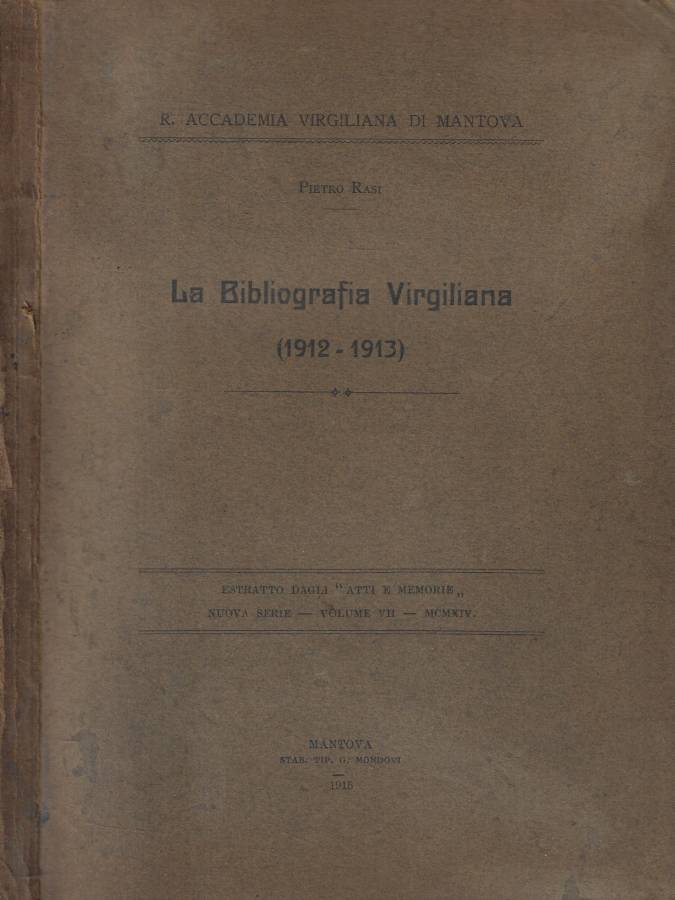 R. ACCADEMIA VIRGILIANA DI MANTOVA
PIETRO RASI
La Bibliografia Virgiliana
(1912 - 1913)
ESTRATTO DAGLI “ATTI E MEMORIE„
NUOVA SERIE — VOLUME VII — MCMXIV.
MANTOVA
STAB. TIP. G. MONDOVI
1915